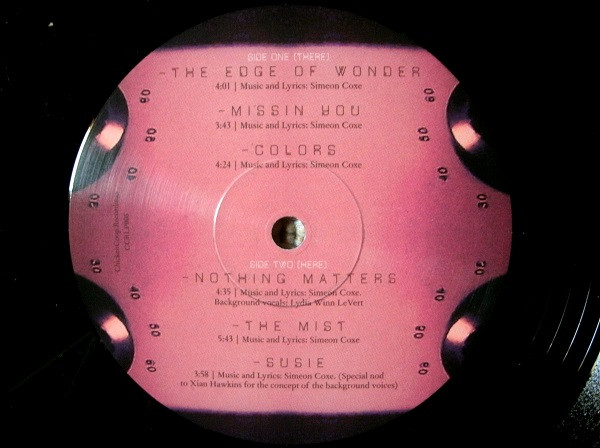 SIDE ONE (THERE)
-THE EDGE OF WONDER
4:01 | Music and Lyrics: Simeon Coxe
-MISSIN YOU
3:43 | Music and Lyrics: Simeon Coxe
-COLORS
4:24 | Music and Lyrics: Simeon Coxe
SIDE TWO (HERE)
-NOTHING MATTERS
4:35 | Music and Lyrics: Simeon Coxe.
Background vocals: Lydia Winn LeVert
-THE MIST
5:43 | Music and Lyrics: Simeon Coxe
-SUSIE
3:58 | Music and Lyrics: Simeon Coxe. (Special nod
to Xian Hawkins for the concept of the background voices)